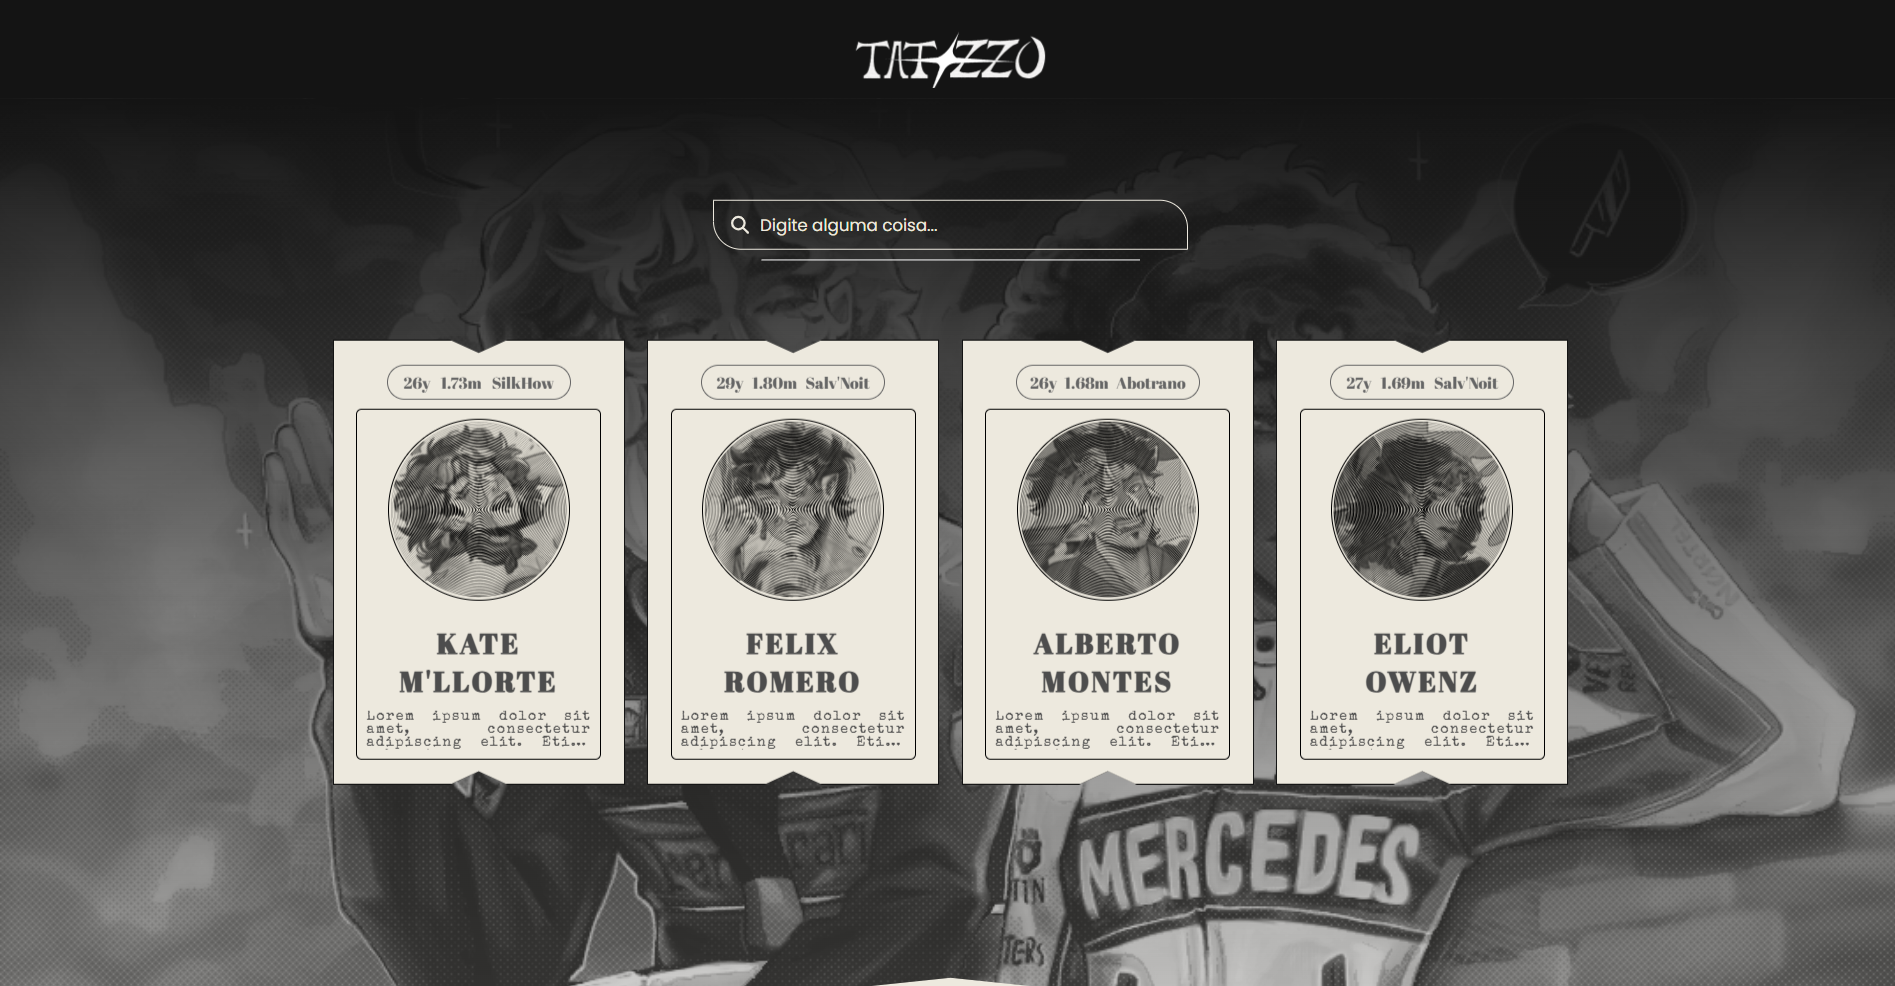 TATZZO
Digite alguma coisa...
26y 1.73m SilkHow
KATE
M'LLORTE
Lorem ipsum dolor sit
amet, consectetur
adipiscing elit. Eti...
29y 1.80m Salv'Noit
FELIX
ROMERO
Lorem ipsum dolor sit
amet, consectetur
adipiscing elit. Eti...
26y 1.68m Abotrano
ALBERTO
MONTES
Lorem ipsum dolor sit
amet, consectetur
adipiscing elit. Eti...
27y 1.69m Salv'Noit
ELIOT
OWENZ
Lorem ipsum dolor sit
amet, consectetur
adipiscing elit. Eti...
MERCEDES
TIN
TERS